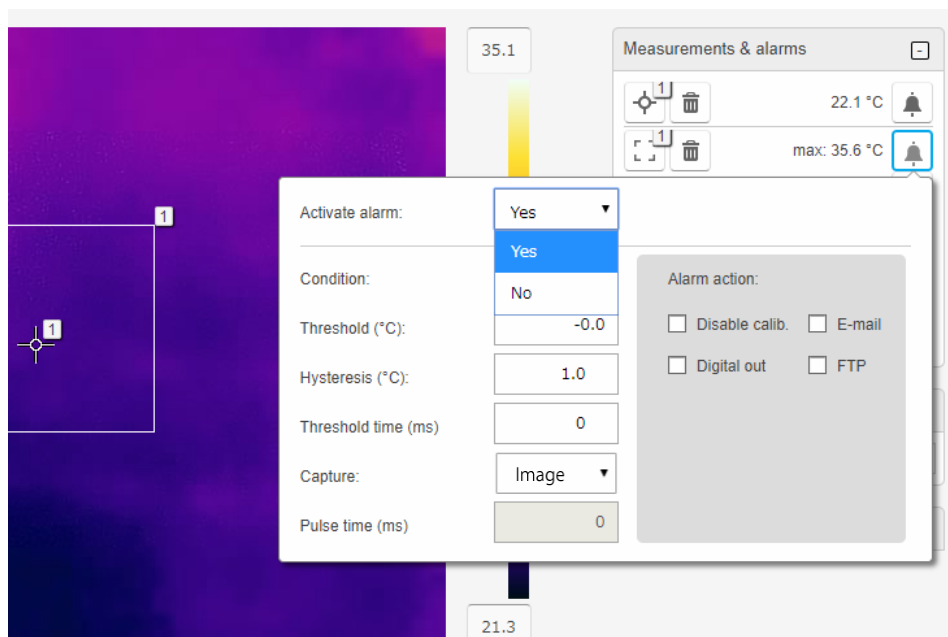 35.1
Measurements & alarms
-
1
22.1 °C
1
max: 35.6 °C
1
Activate alarm: Yes
Yes
No
Condition:
Alarm action:
Threshold (°C): -0.0
Disable calib. E-mail
1
Hysteresis (°C): 1.0
Digital out FTP
Threshold time (ms) 0
Capture: Image
Pulse time (ms) 0
21.3